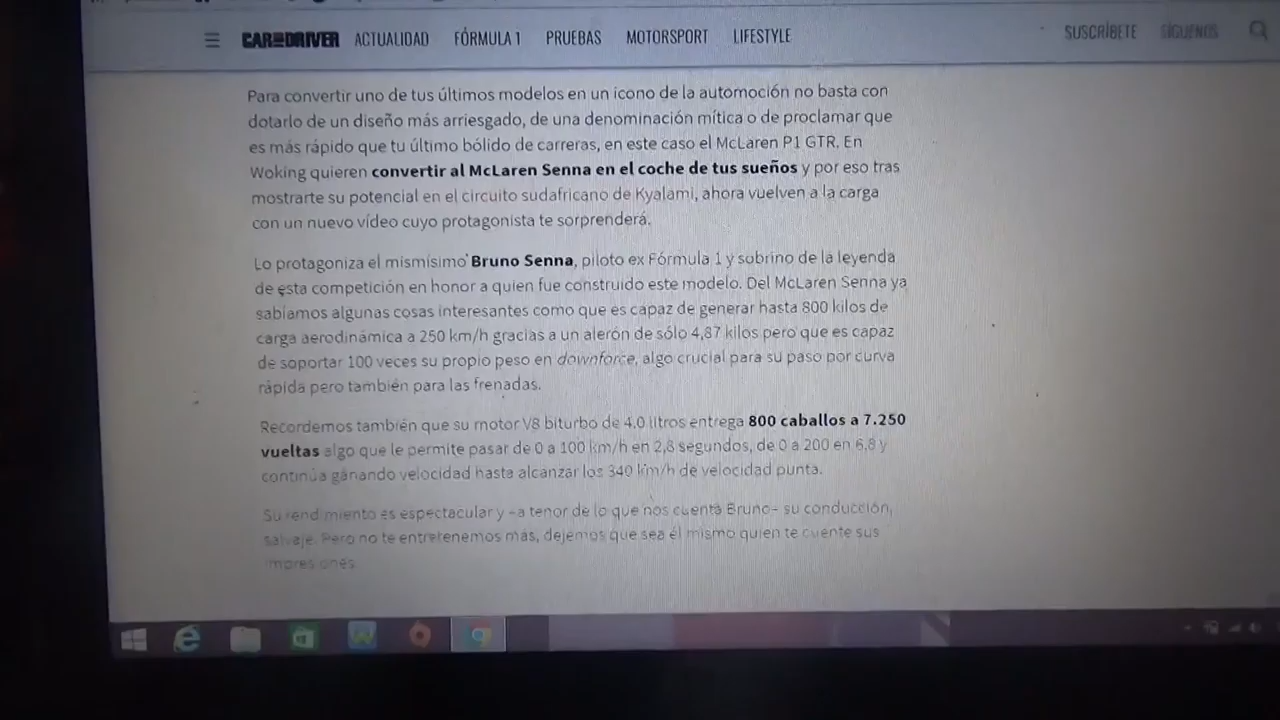 CAR AND DRIVER ACTUALIDAD FÓRMULA 1 PRUEBAS MOTORSPORT LIFESTYLE SUSCRÍBETE SÍGUENOS
Para convertir uno de tus últimos modelos en un icono de la automoción no basta con
dotarlo de un diseño más arriesgado, de una denominación mítica o de proclamar que
es más rápido que tu último bólido de carreras, en este caso el McLaren P1 GTR. En
Woking quieren convertir al McLaren Senna en el coche de tus sueños y por eso tras
mostrarte su potencial en el circuito sudafricano de Kyalami, ahora vuelven a la carga
con un nuevo vídeo cuyo protagonista te sorprenderá.
Lo protagoniza el mismísimo Bruno Senna, piloto ex Fórmula 1 y sobrino de la leyenda
de esta competición en honor a quien fue construido este modelo. Del McLaren Senna ya
sabíamos algunas cosas interesantes como que es capaz de generar hasta 800 kilos de
carga aerodinámica a 250 km/h gracias a un alerón de sólo 4,87 kilos pero que es capaz
de soportar 100 veces su propio peso en downforce, algo crucial para su paso por curva
rápida pero también para las frenadas.
Recordemos también que su motor V8 biturbo de 4.0 litros entrega 800 caballos a 7.250
vueltas algo que le permite pasar de 0 a 100 km/h en 2,8 segundos, de 0 a 200 en 6,8 y
continúa ganando velocidad hasta alcanzar los 340 km/h de velocidad punta.
Su rendimiento es espectacular y –a tenor de lo que nos cuenta Bruno– su conducción,
salvaje. Pero no te entretenemos más, dejemos que sea él mismo quien te cuente sus
impresiones.